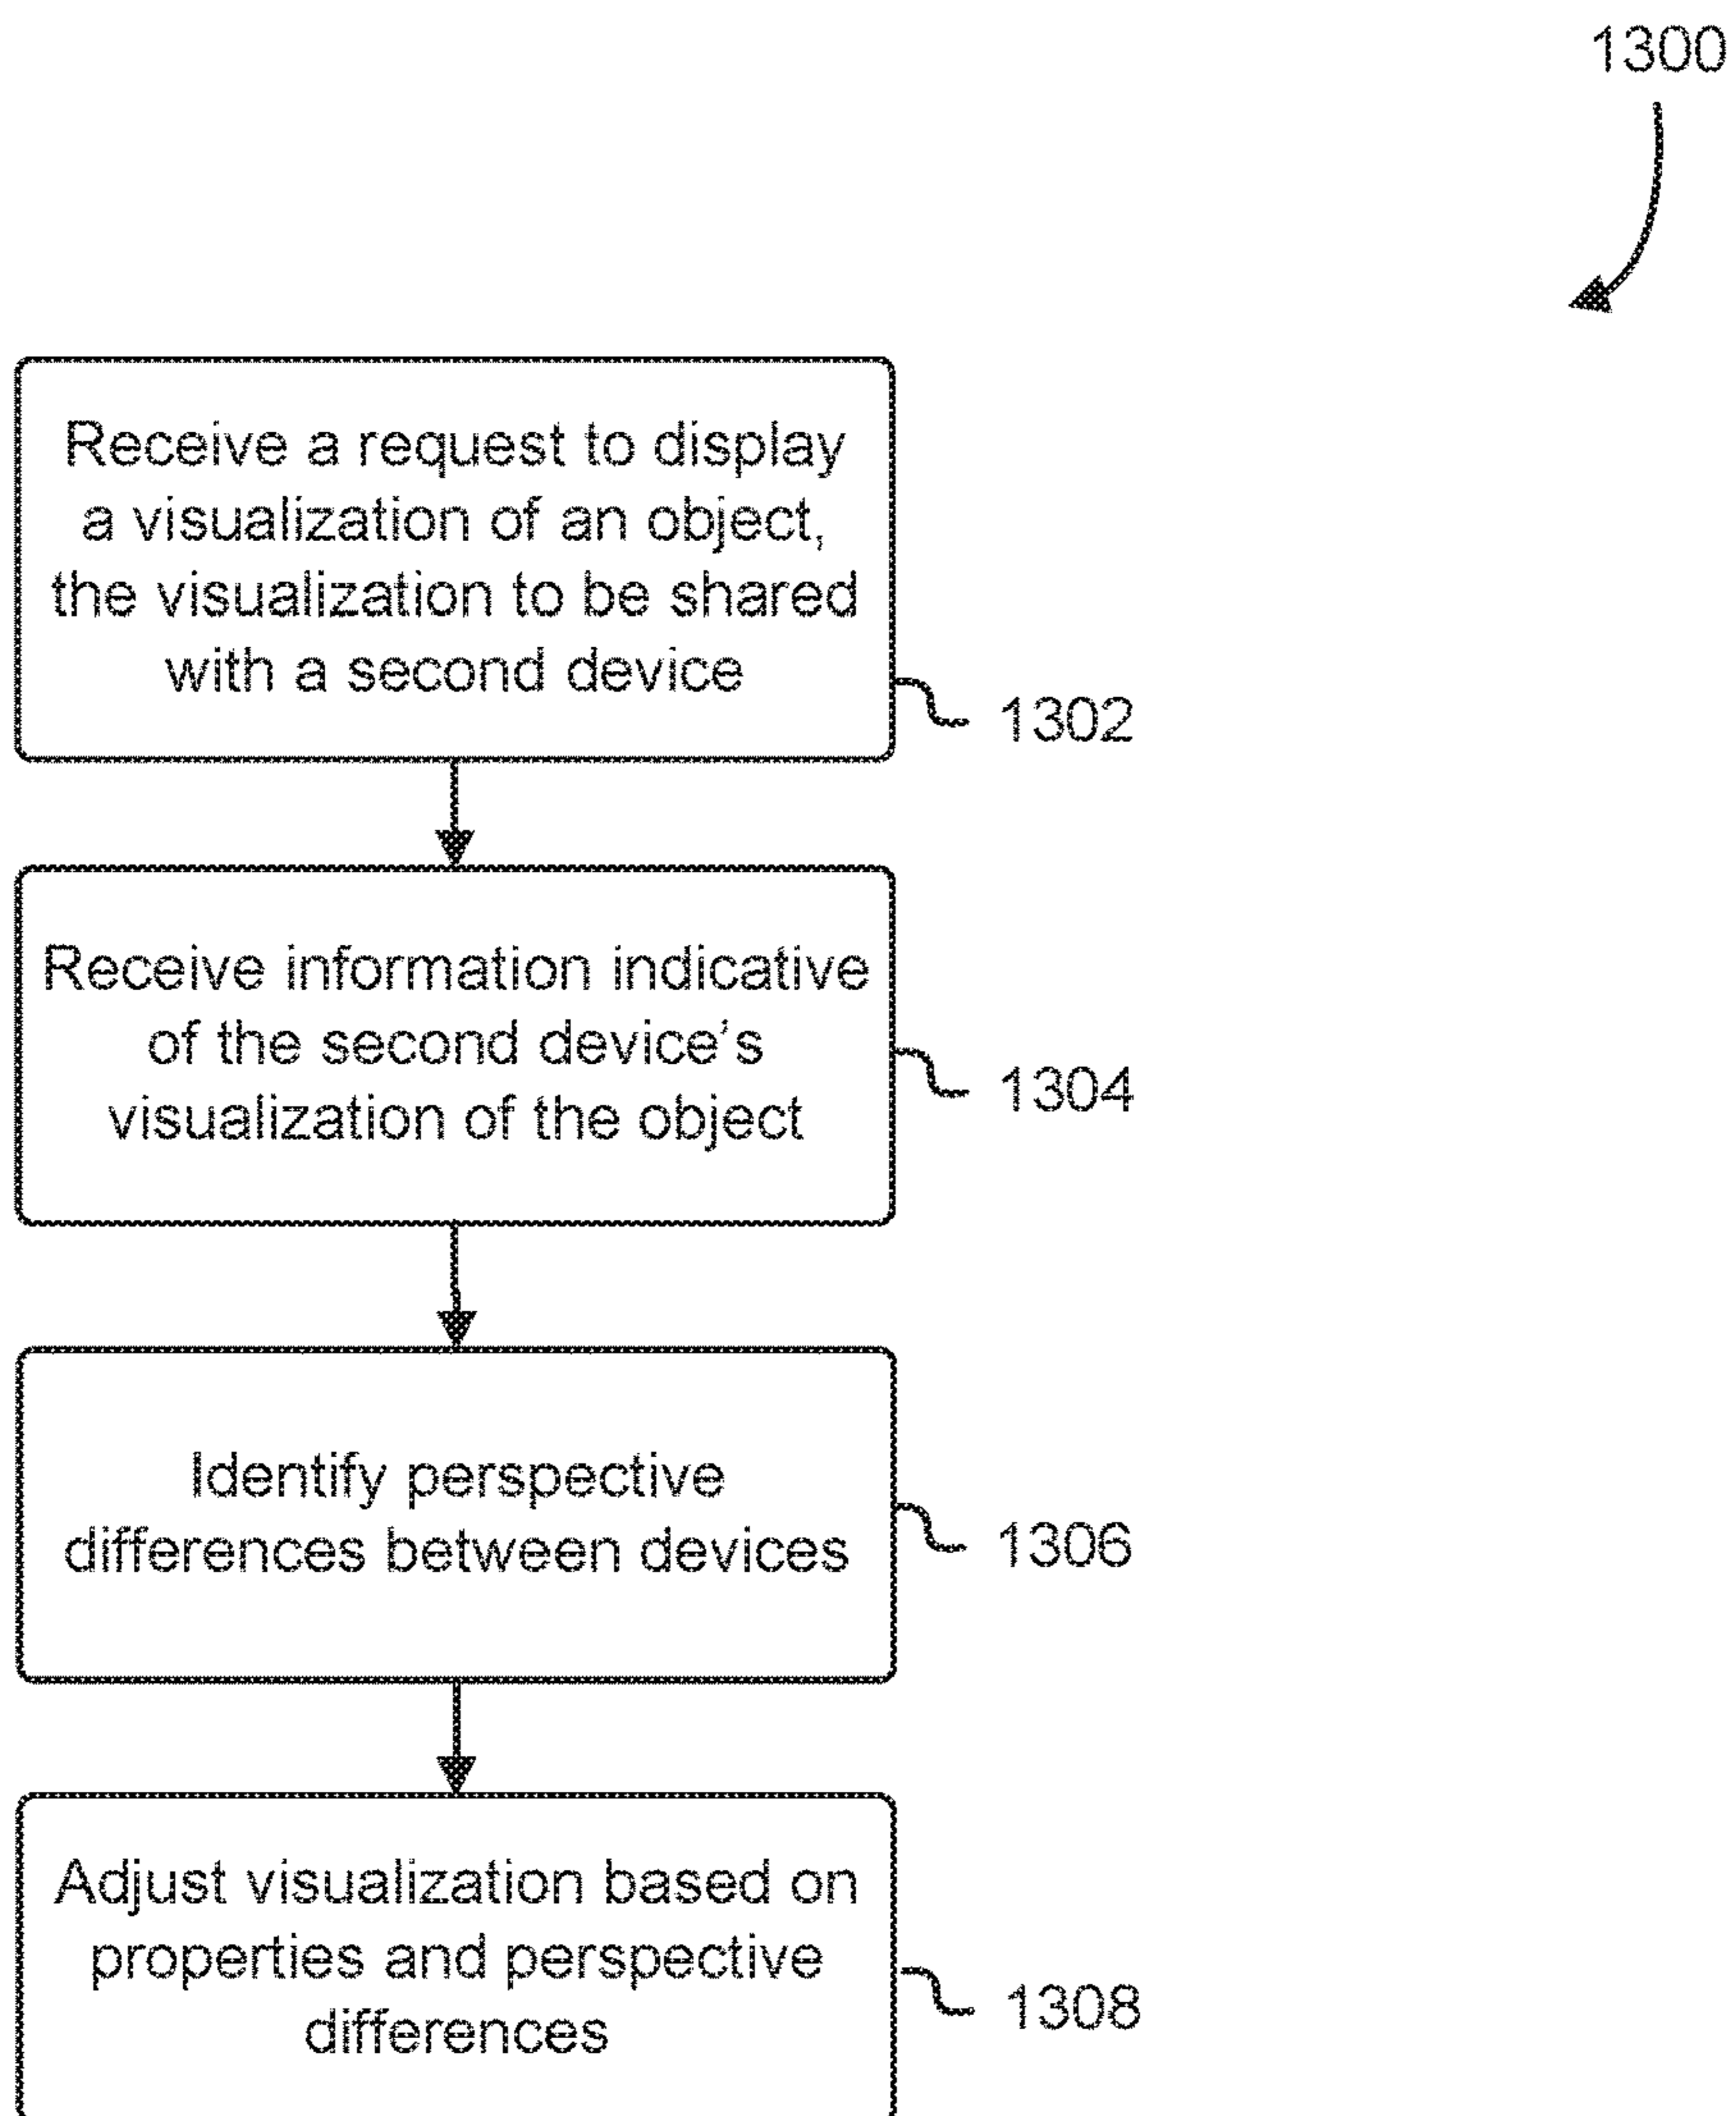 1300
Receive a request to display
a visualization of an object,
the visualization to be shared
with a second device
1302
Receive information indicative
of the second device's
visualization of the object
1304
Identify perspective
differences between devices
1306
Adjust visualization based on
properties and perspective
differences
1308